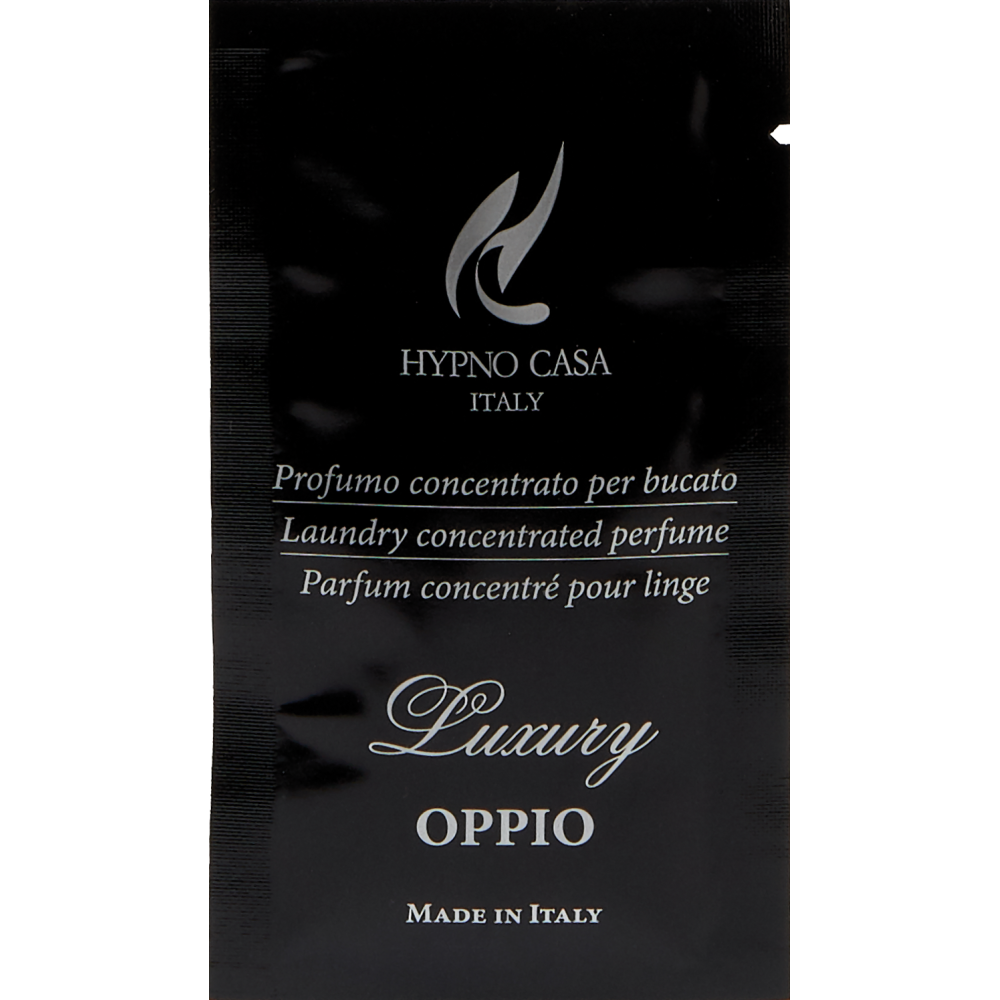 HYPNO CASA
ITALY
Profumo concentrato per bucato
Laundry concentrated perfume
Parfum concentré pour linge
Luxury
OPPIO
MADE IN ITALY